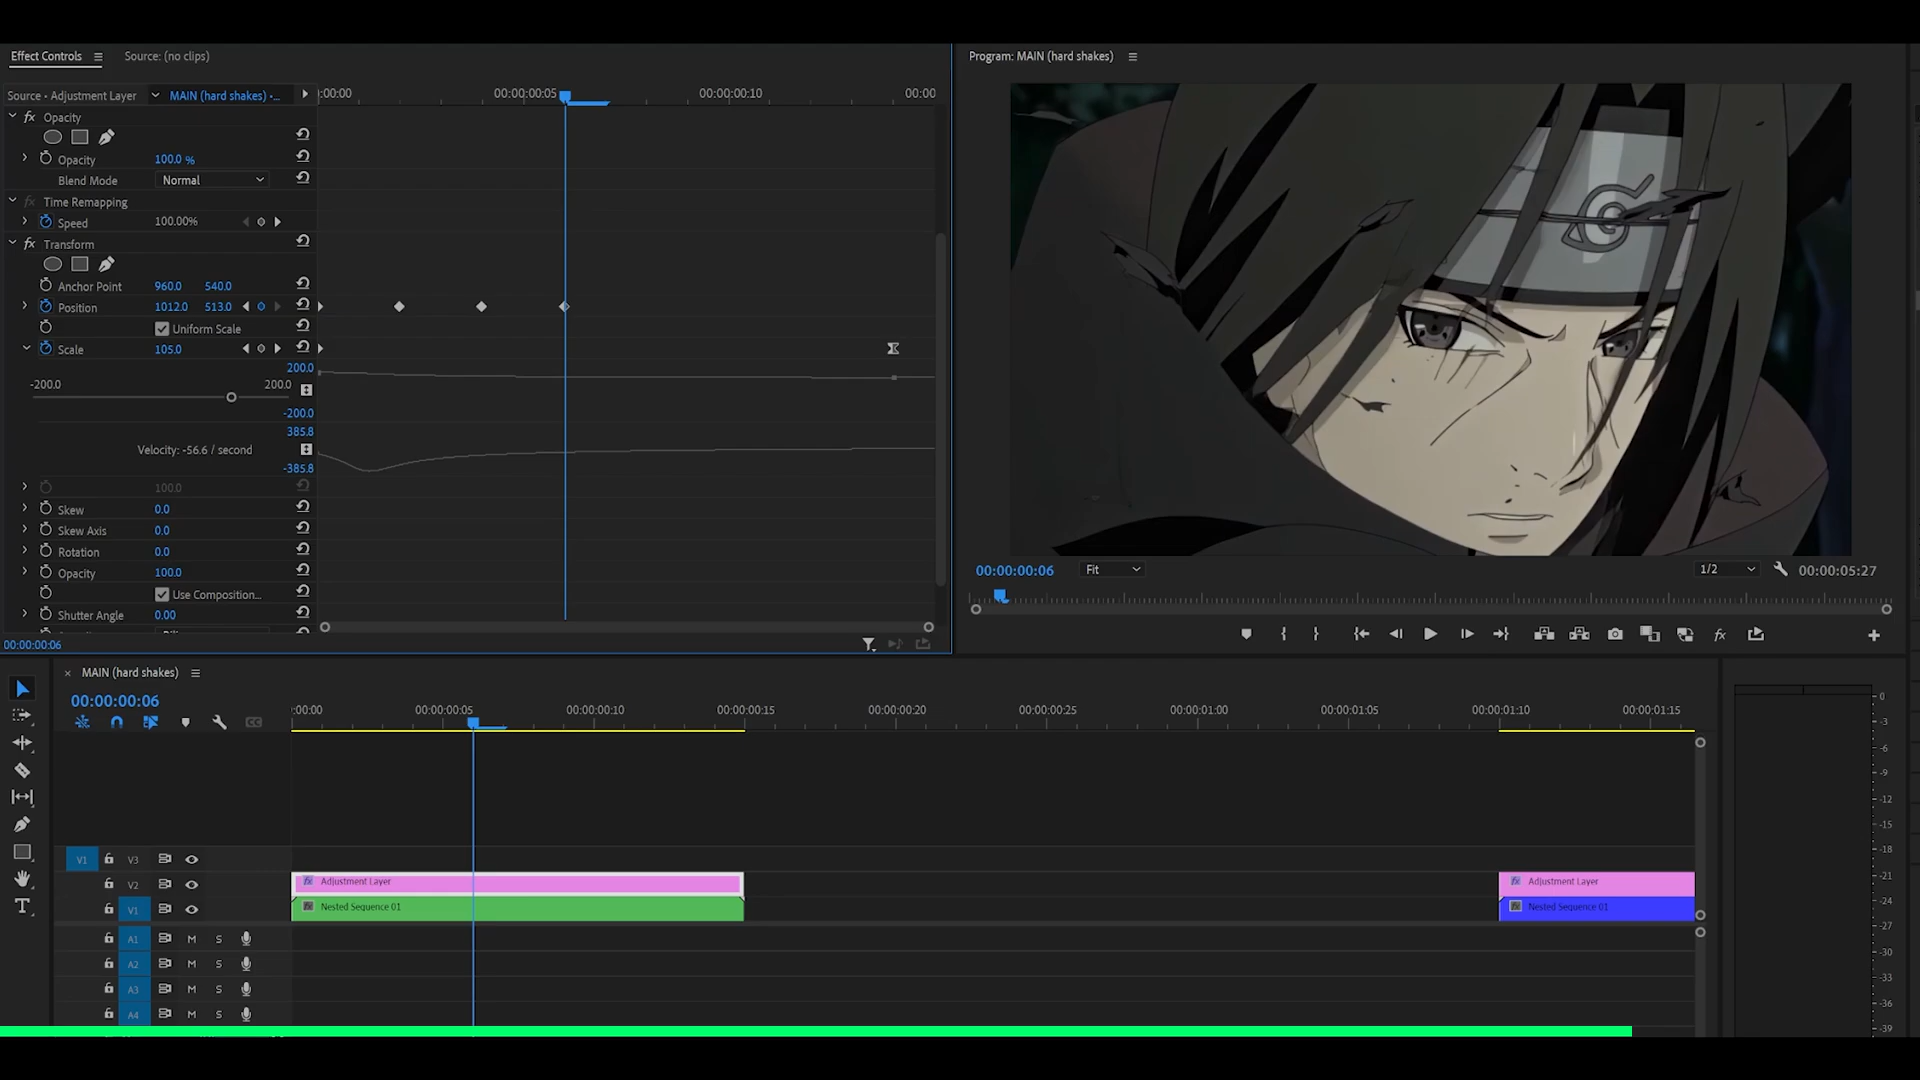 Effect Controls
Source: (no clips)
Program: MAIN (hard shakes)
Source • Adjustment Layer
MAIN (hard shakes) •...
:00:00
00:00:00:05
00:00:00:10
00:00
fx Opacity
Opacity 100.0 %
Blend Mode Normal
fx Time Remapping
Speed 100.00%
fx Transform
Anchor Point 960.0 540.0
Position 1012.0 513.0
Uniform Scale
Scale 105.0
200.0
-200.0 200.0
-200.0
385.8
Velocity: -56.6 / second
-385.8
100.0
Skew 0.0
Skew Axis 0.0
Rotation 0.0
Opacity 100.0
Use Composition...
Shutter Angle 0.00
00:00:00:06
00:00:00:06
Fit
1/2
00:00:05:27
fx
× MAIN (hard shakes)
00:00:00:06
:00:00
00:00:00:05
00:00:00:10
00:00:00:15
00:00:00:20
00:00:00:25
00:00:01:00
00:00:01:05
00:00:01:10
00:00:01:15
CC
V1 V3
V2
V1
fx Adjustment Layer
fx Nested Sequence 01
fx Adjustment Layer
fx Nested Sequence 01
A1 M S
A2 M S
A3 M S
A4 M S
T
0
-3
-6
-9
-12
-15
-18
-21
-24
-27
-30
-33
-36
-39